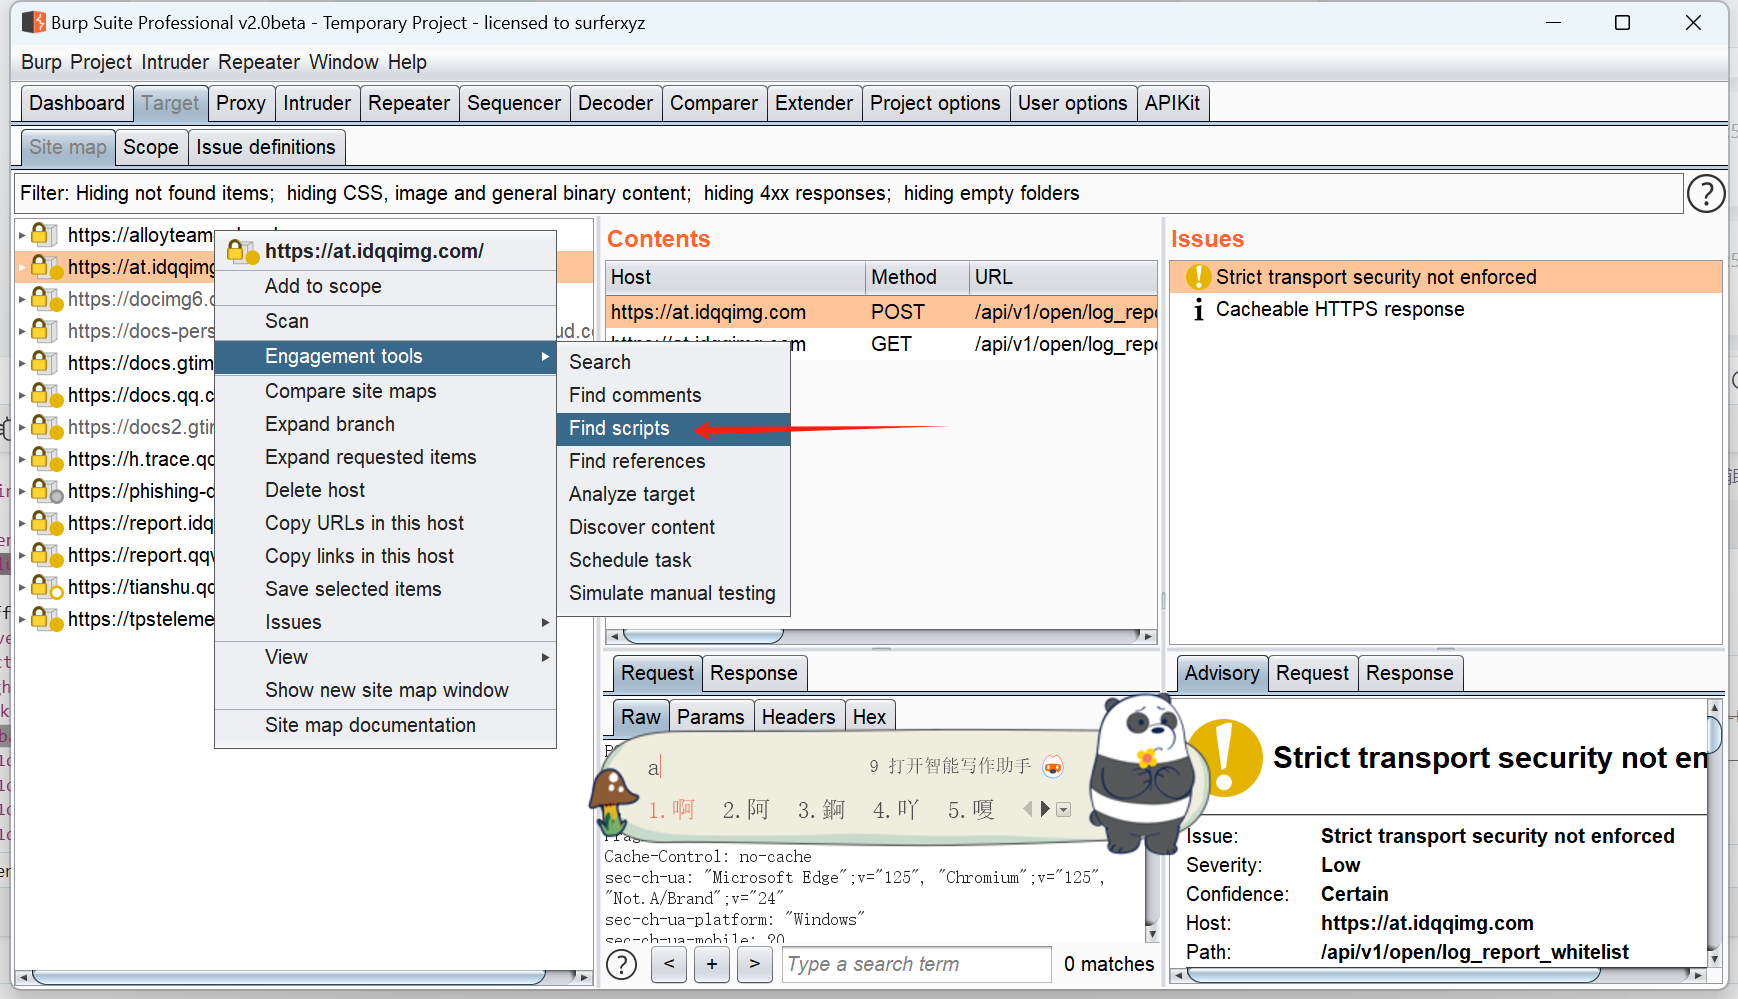 Burp Suite Professional v2.0beta - Temporary Project - licensed to surferxyz
Burp Project Intruder Repeater Window Help
Dashboard Target Proxy Intruder Repeater Sequencer Decoder Comparer Extender Project options User options APIKit
Site map Scope Issue definitions
Filter: Hiding not found items; hiding CSS, image and general binary content; hiding 4xx responses; hiding empty folders
?
https://alloyteam
https://at.idqqimg
https://docimg6.
https://docs-pers
ud.c
https://docs.gtim
https://docs.qq.c
https://docs2.gti
https://h.trace.qc
https://phishing-
https://report.idq
https://report.qqv
https://tianshu.qc
https://tpsteleme
https://at.idqqimg.com/
Add to scope
Scan
Engagement tools
Compare site maps
Expand branch
Expand requested items
Delete host
Copy URLs in this host
Copy links in this host
Save selected items
Issues
View
Show new site map window
Site map documentation
Search
Find comments
Find scripts
Find references
Analyze target
Discover content
Schedule task
Simulate manual testing
Contents
Host Method URL
https://at.idqqimg.com POST /api/v1/open/log_repo
m GET /api/v1/open/log_repo
Issues
Strict transport security not enforced
Cacheable HTTPS response
Request Response
Raw Params Headers Hex
a
9 打开智能写作助手
1.啊 2.阿 3.錒 4.吖 5.嗄
Cache-Control: no-cache
sec-ch-ua: "Microsoft Edge";v="125", "Chromium";v="125",
"Not.A/Brand";v="24"
sec-ch-ua-platform: "Windows"
sec-ch-ua-mobile: ?0
? < + > Type a search term 0 matches
Advisory Request Response
Strict transport security not en
Issue: Strict transport security not enforced
Severity: Low
Confidence: Certain
Host: https://at.idqqimg.com
Path: /api/v1/open/log_report_whitelist